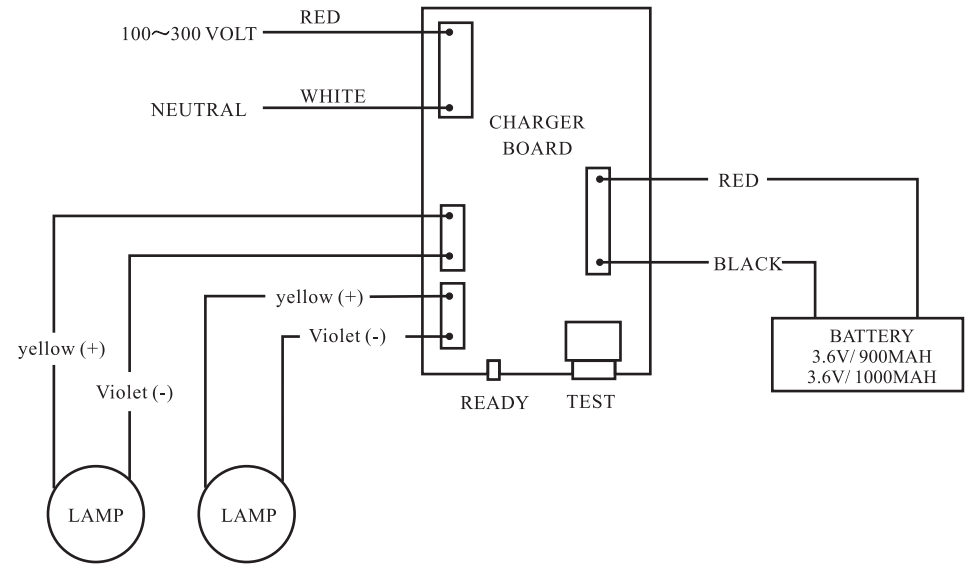 RED
100～300 VOLT
WHITE
NEUTRAL
CHARGER
BOARD
RED
BLACK
yellow (+)
Violet (-)
yellow (+)
Violet (-)
BATTERY
3.6V/ 900MAH
3.6V/ 1000MAH
READY
TEST
LAMP
LAMP